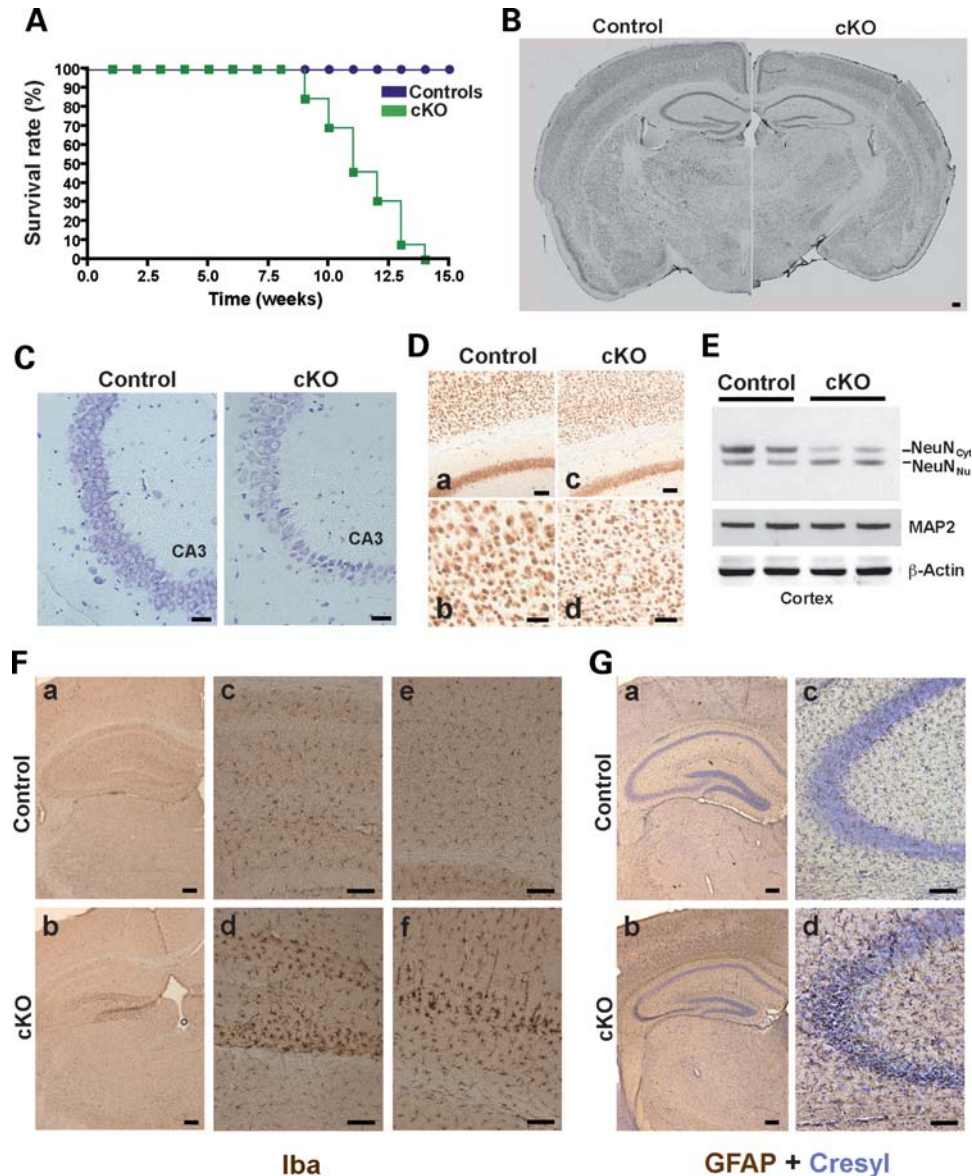 A
100
90
80
70
60
50
40
30
20
10
0
Survival rate (%)
0.0 2.5 5.0 7.5 10.0 12.5 15.0
Time (weeks)
Controls
cKO
B
Control cKO
C
Control cKO
CA3 CA3
D
Control cKO
a c
b d
E
Control cKO
NeuNCyt
NeuNNu
MAP2
β-Actin
Cortex
F
Control
a c e
cKO
b d f
Iba
G
Control
a c
cKO
b d
GFAP + Cresyl